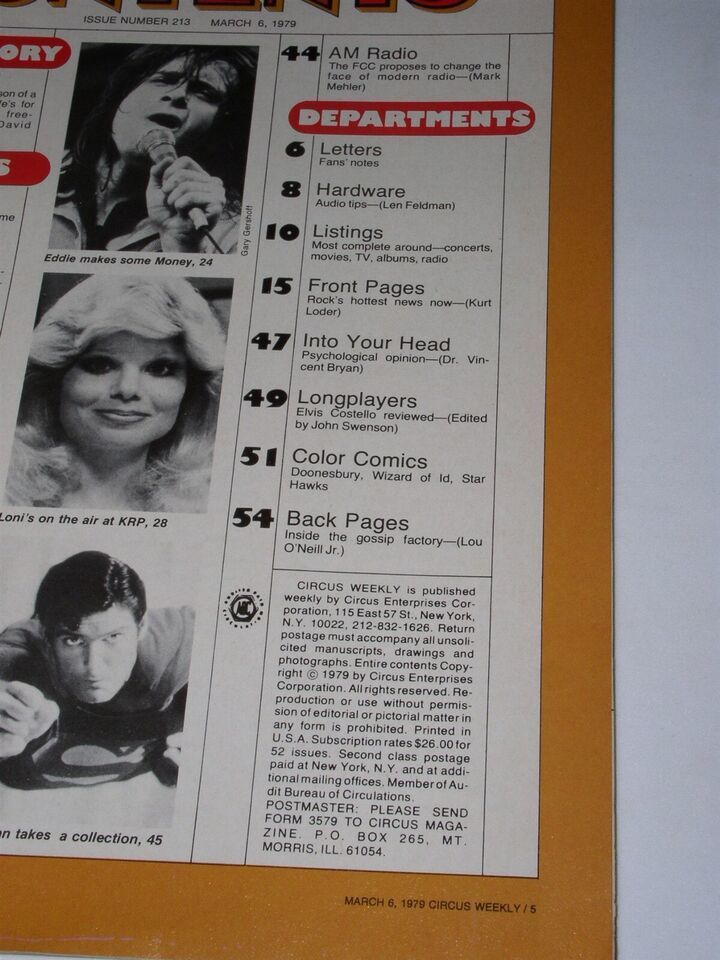 CONTENTS
ISSUE NUMBER 213 MARCH 6, 1979
ORY
son of a
fe's for
free-
David
S
me
Gary Gershoff
Eddie makes some Money, 24
Loni's on the air at KRP, 28
an takes a collection, 45
44 AM Radio
The FCC proposes to change the
face of modern radio—(Mark
Mehler)
DEPARTMENTS
6 Letters
Fans' notes
8 Hardware
Audio tips—(Len Feldman)
10 Listings
Most complete around—concerts,
movies, TV, albums, radio
15 Front Pages
Rock's hottest news now—(Kurt
Loder)
47 Into Your Head
Psychological opinion—(Dr. Vin-
cent Bryan)
49 Longplayers
Elvis Costello reviewed—(Edited
by John Swenson)
51 Color Comics
Doonesbury, Wizard of Id, Star
Hawks
54 Back Pages
Inside the gossip factory—(Lou
O'Neill Jr.)
CIRCUS WEEKLY is published
weekly by Circus Enterprises Cor-
poration, 115 East 57 St., New York,
N.Y. 10022, 212-832-1626. Return
postage must accompany all unsoli-
cited manuscripts, drawings and
photographs. Entire contents Copy-
right © 1979 by Circus Enterprises
Corporation. All rights reserved. Re-
production or use without permis-
sion of editorial or pictorial matter in
any form is prohibited. Printed in
U.S.A. Subscription rates $26.00 for
52 issues. Second class postage
paid at New York, N.Y. and at addi-
tional mailing offices. Member of Au-
dit Bureau of Circulations.
POSTMASTER: PLEASE SEND
FORM 3579 TO CIRCUS MAGA-
ZINE. P.O. BOX 265, MT.
MORRIS, ILL. 61054.
MARCH 6, 1979 CIRCUS WEEKLY / 5